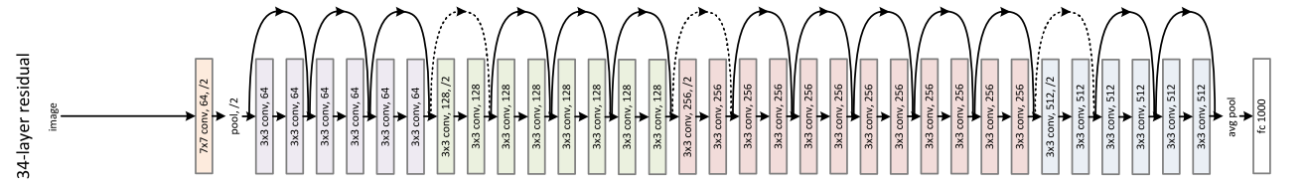 34-layer residual
image
7x7 conv, 64, /2
pool, /2
3x3 conv, 64
3x3 conv, 64
3x3 conv, 64
3x3 conv, 64
3x3 conv, 64
3x3 conv, 64
3x3 conv, 128, /2
3x3 conv, 128
3x3 conv, 128
3x3 conv, 128
3x3 conv, 128
3x3 conv, 128
3x3 conv, 128
3x3 conv, 128
3x3 conv, 256, /2
3x3 conv, 256
3x3 conv, 256
3x3 conv, 256
3x3 conv, 256
3x3 conv, 256
3x3 conv, 256
3x3 conv, 256
3x3 conv, 256
3x3 conv, 256
3x3 conv, 256
3x3 conv, 256
3x3 conv, 512, /2
3x3 conv, 512
3x3 conv, 512
3x3 conv, 512
3x3 conv, 512
3x3 conv, 512
avg pool
fc 1000